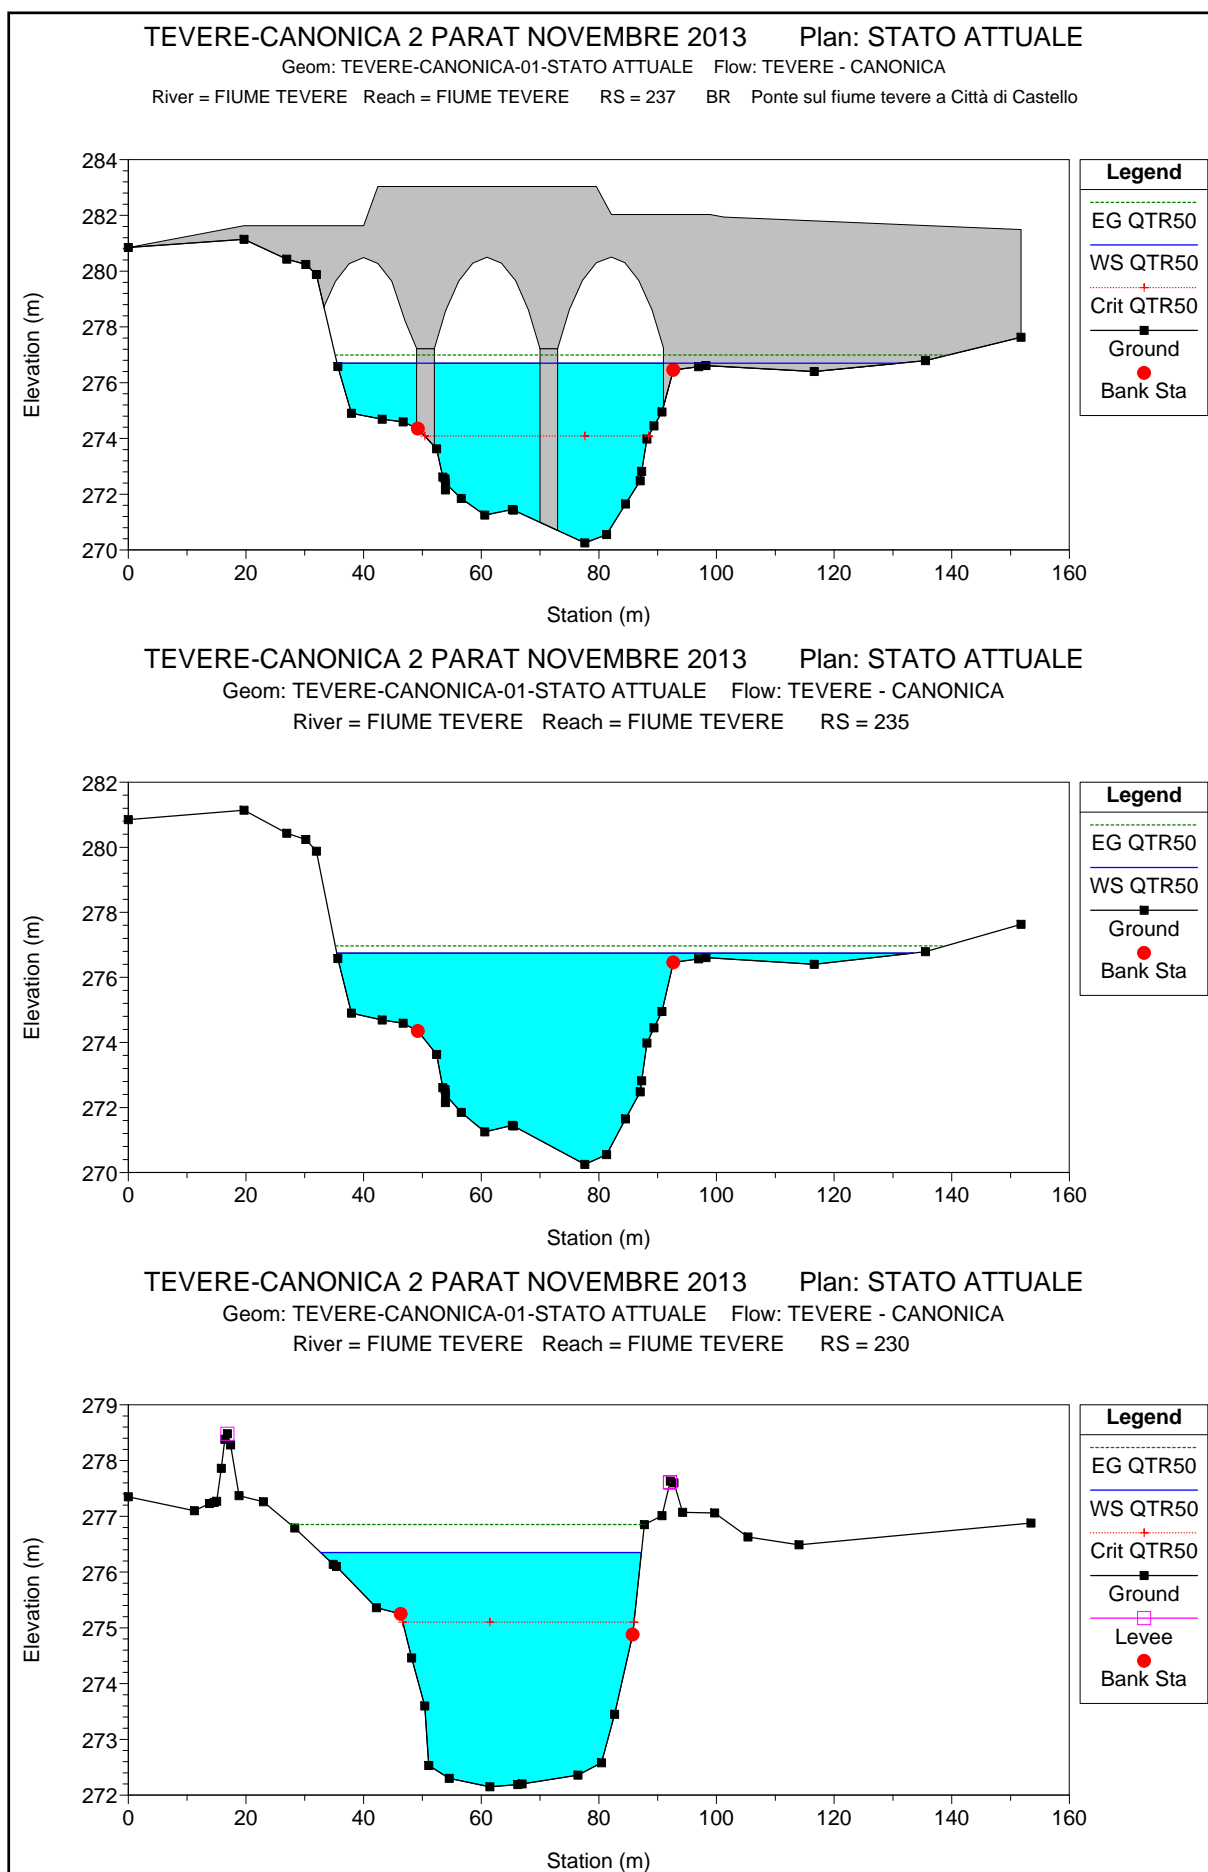 TEVERE-CANONICA 2 PARAT NOVEMBRE 2013 Plan: STATO ATTUALE
Geom: TEVERE-CANONICA-01-STATO ATTUALE Flow: TEVERE - CANONICA
River = FIUME TEVERE Reach = FIUME TEVERE RS = 237 BR Ponte sul fiume tevere a Città di Castello
284
282
280
278
276
274
272
270
Elevation (m)
0 20 40 60 80 100 120 140 160
Station (m)
Legend
EG QTR50
WS QTR50
Crit QTR50
Ground
Bank Sta
TEVERE-CANONICA 2 PARAT NOVEMBRE 2013 Plan: STATO ATTUALE
Geom: TEVERE-CANONICA-01-STATO ATTUALE Flow: TEVERE - CANONICA
River = FIUME TEVERE Reach = FIUME TEVERE RS = 235
282
280
278
276
274
272
270
Elevation (m)
0 20 40 60 80 100 120 140 160
Station (m)
Legend
EG QTR50
WS QTR50
Ground
Bank Sta
TEVERE-CANONICA 2 PARAT NOVEMBRE 2013 Plan: STATO ATTUALE
Geom: TEVERE-CANONICA-01-STATO ATTUALE Flow: TEVERE - CANONICA
River = FIUME TEVERE Reach = FIUME TEVERE RS = 230
279
278
277
276
275
274
273
272
Elevation (m)
0 20 40 60 80 100 120 140 160
Station (m)
Legend
EG QTR50
WS QTR50
Crit QTR50
Ground
Levee
Bank Sta